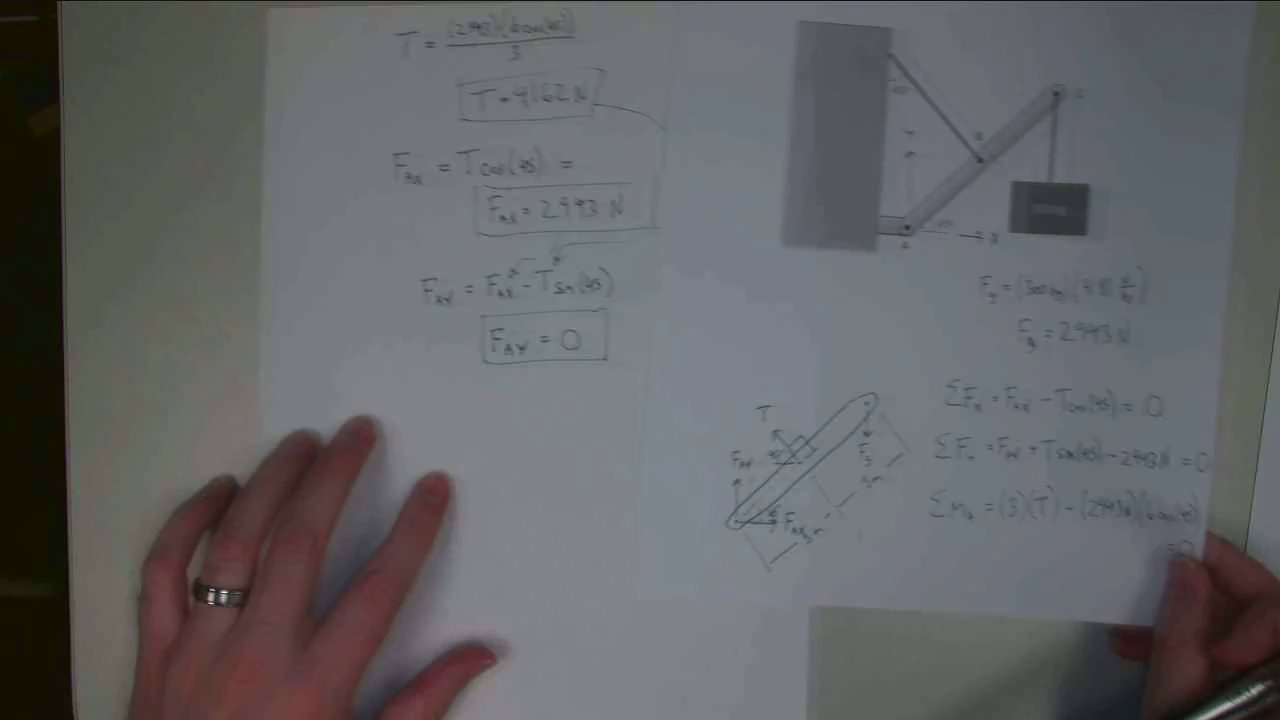 T = (2943)(6cos(45))
3
T = 4162 N
F_AX = T cos(45) =
F_AX = 2943 N
F_AY = F_AX - T sin(45)
F_AY = 0
B
A
F_g = (300 kg)(9.81
F_g = 2943 N
ΣF_x = F_AX - T cos(45) = 0
ΣF_Y = F_AY + T sin(45) - 2943 N = 0
ΣM_A = (3)(T) - (2943)(6cos(45))
= 0
T
F_AY
F_g
F_AX